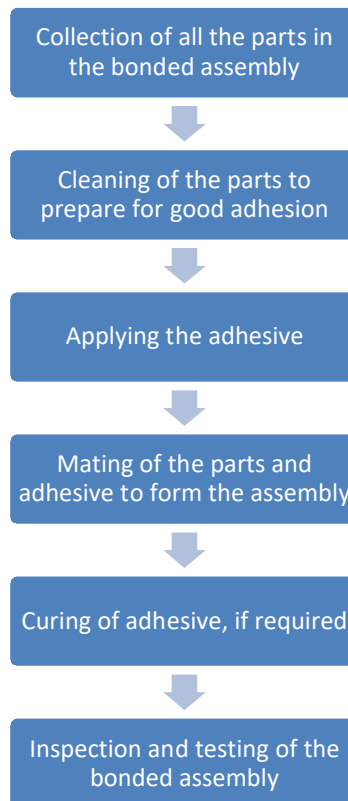 Collection of all the parts in
the bonded assembly
Cleaning of the parts to
prepare for good adhesion
Applying the adhesive
Mating of the parts and
adhesive to form the assembly
Curing of adhesive, if required
Inspection and testing of the
bonded assembly